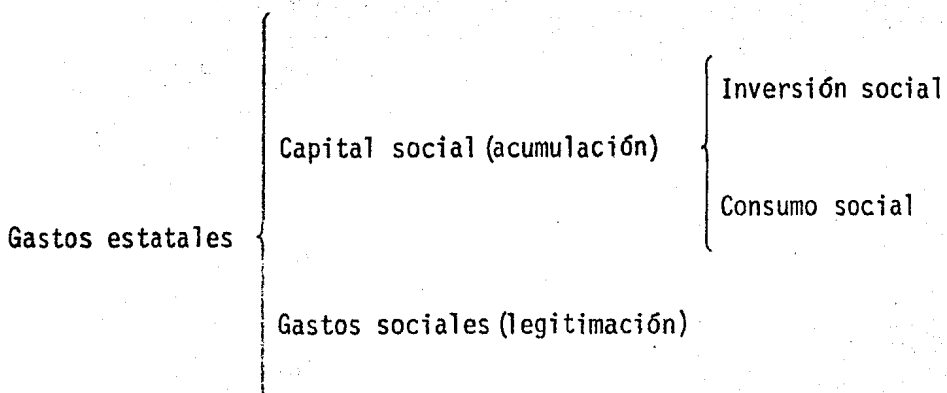 Inversión social
Capital social (acumulación)
Consumo social
Gastos estatales
Gastos sociales (legitimación)